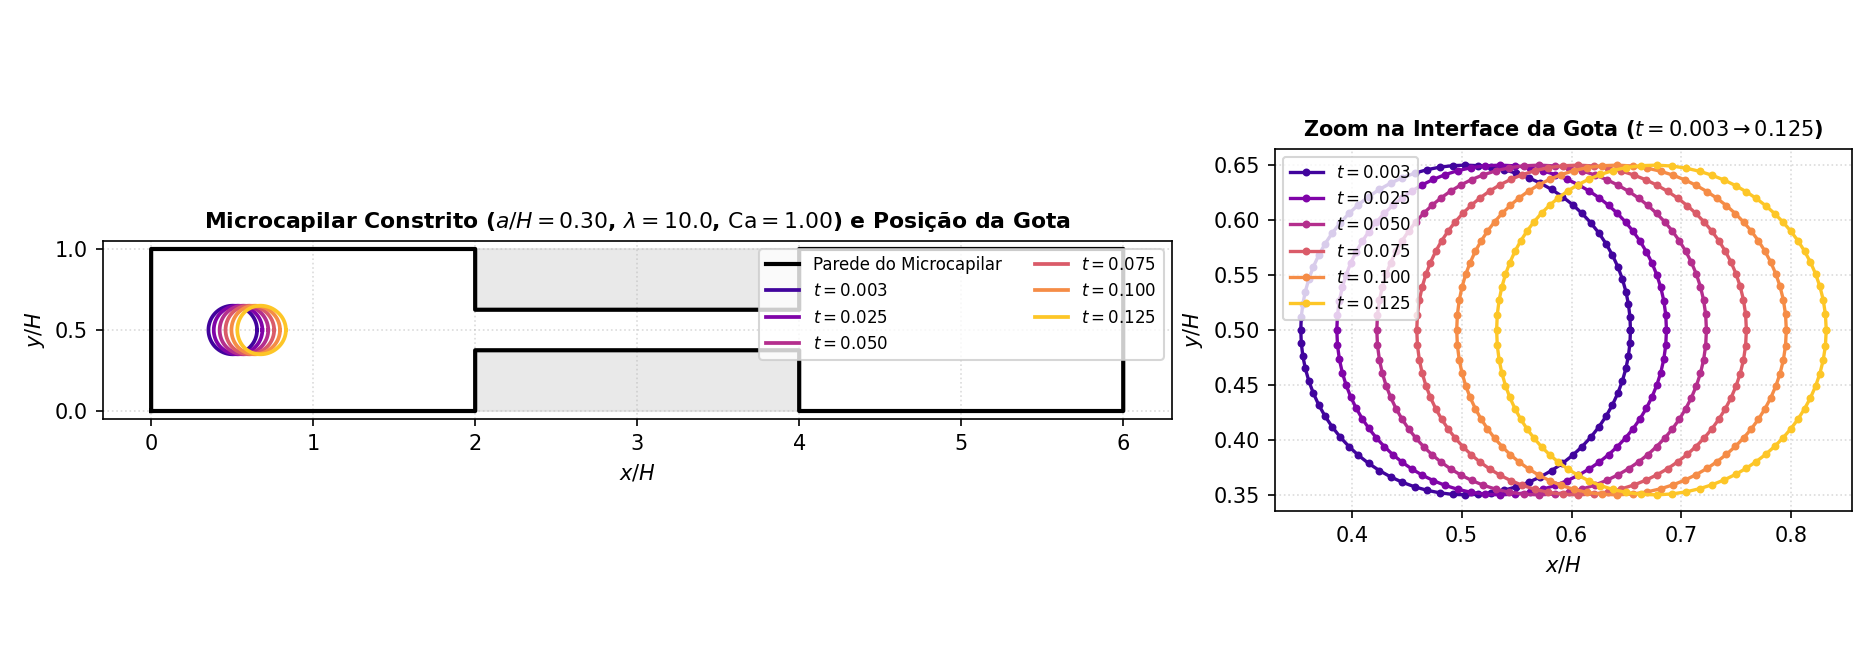 Microcapilar Constrito (a/H = 0.30, λ = 10.0, Ca = 1.00) e Posição da Gota
1.0
0.5
0.0
y/H
0 1 2 3 4 5 6
x/H
Parede do Microcapilar
t = 0.003
t = 0.025
t = 0.050
t = 0.075
t = 0.100
t = 0.125
Zoom na Interface da Gota (t = 0.003 → 0.125)
0.65
0.60
0.55
0.50
0.45
0.40
0.35
y/H
t = 0.003
t = 0.025
t = 0.050
t = 0.075
t = 0.100
t = 0.125
0.4 0.5 0.6 0.7 0.8
x/H